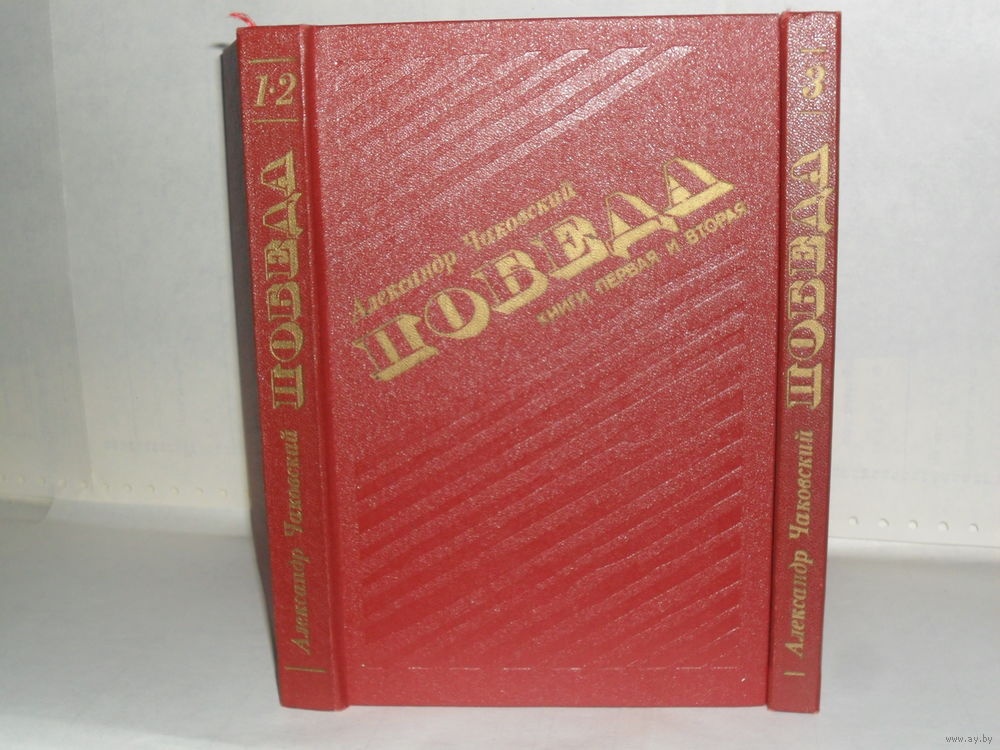 1·2
ПОБЕДА
Александр Чаковский
Александр Чаковский
ПОБЕДА
КНИГИ ПЕРВАЯ И ВТОРАЯ
3
ПОБЕДА
Александр Чаковский
www.ay.by